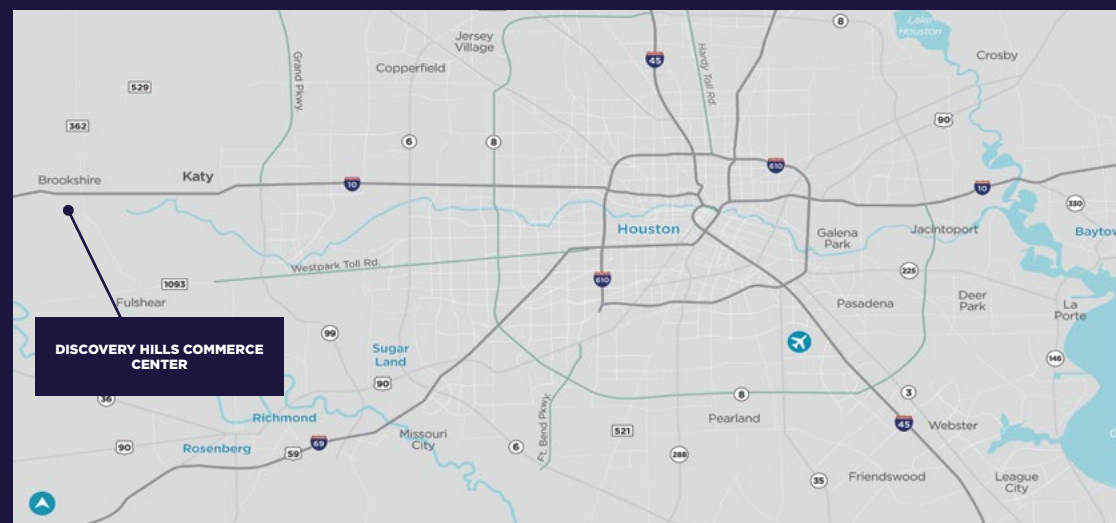 8
Lake
Houston
Jersey
Village
45
Hardy Toll Rd.
Crosby
Copperfield
Grand Pkwy.
529
90
362
6
8
610
Brookshire
Katy
10
10
330
Houston
Galena
Park
Jacintoport
Baytow
Westpark Toll Rd.
225
1093
610
Fulshear
Pasadena
Deer
Park
La
Porte
99
DISCOVERY HILLS COMMERCE
CENTER
Sugar
Land
146
90
36
8
3
Richmond
Pearland
45
Webster
Missouri
City
Ft. Bend Pkwy.
521
90
Rosenberg
59
69
6
288
35
Friendswood
League
City